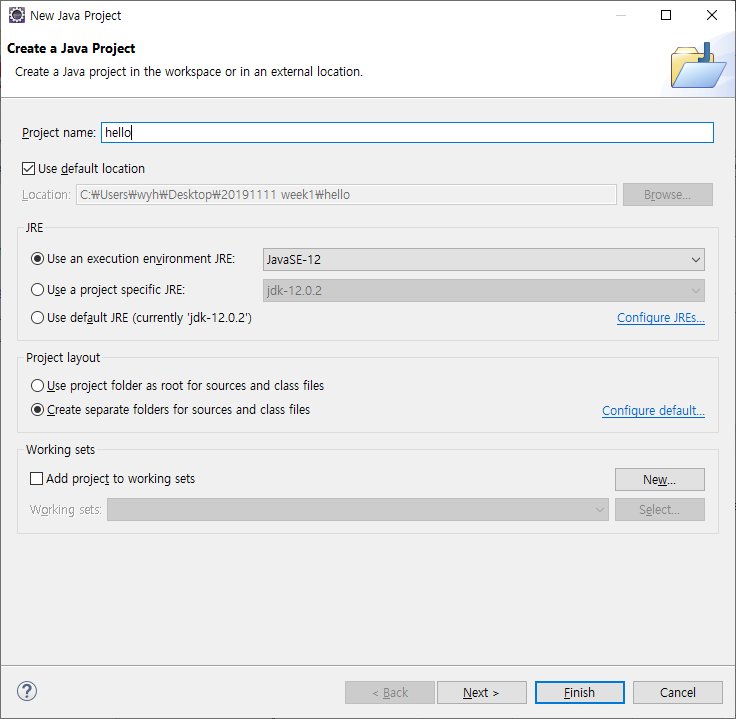 New Java Project
Create a Java Project
Create a Java project in the workspace or in an external location.
Project name: hello
Use default location
Location: C:₩Users₩wyh₩Desktop₩20191111 week1₩hello Browse...
JRE
Use an execution environment JRE: JavaSE-12
Use a project specific JRE: jdk-12.0.2
Use default JRE (currently 'jdk-12.0.2') Configure JREs...
Project layout
Use project folder as root for sources and class files
Create separate folders for sources and class files Configure default...
Working sets
Add project to working sets New...
Working sets: Select...
? < Back Next > Finish Cancel